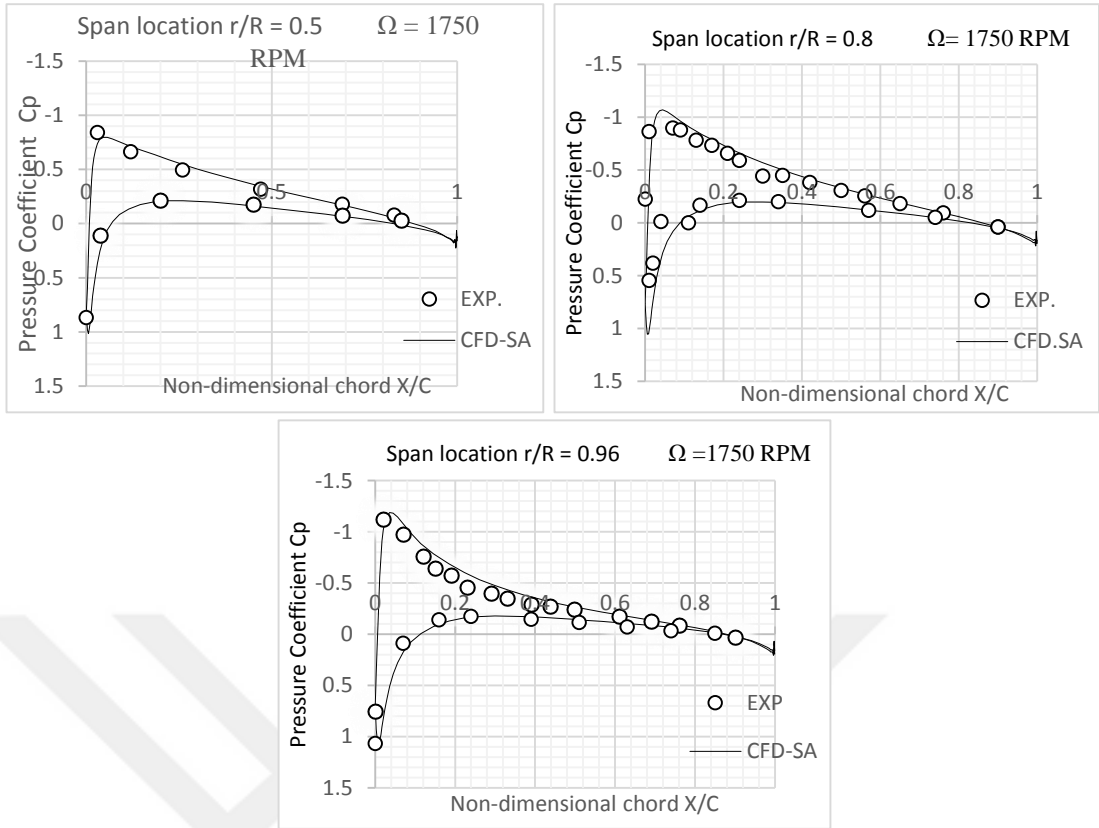 Span location r/R = 0.5 Ω = 1750
RPM
-1.5
-1
-0.5
0
0.5
1
1.5
0
0.5
1
Pressure Coefficient Cp
Non-dimensional chord X/C
EXP.
CFD-SA
Span location r/R = 0.8 Ω= 1750 RPM
-1.5
-1
-0.5
0
0.5
1
1.5
0
0.2
0.4
0.6
0.8
1
Pressure Coefficient Cp
Non-dimensional chord X/C
EXP.
CFD.SA
Span location r/R = 0.96 Ω =1750 RPM
-1.5
-1
-0.5
0
0.5
1
1.5
0
0.2
0.4
0.6
0.8
1
Pressure Coefficient Cp
Non-dimensional chord X/C
EXP
CFD-SA